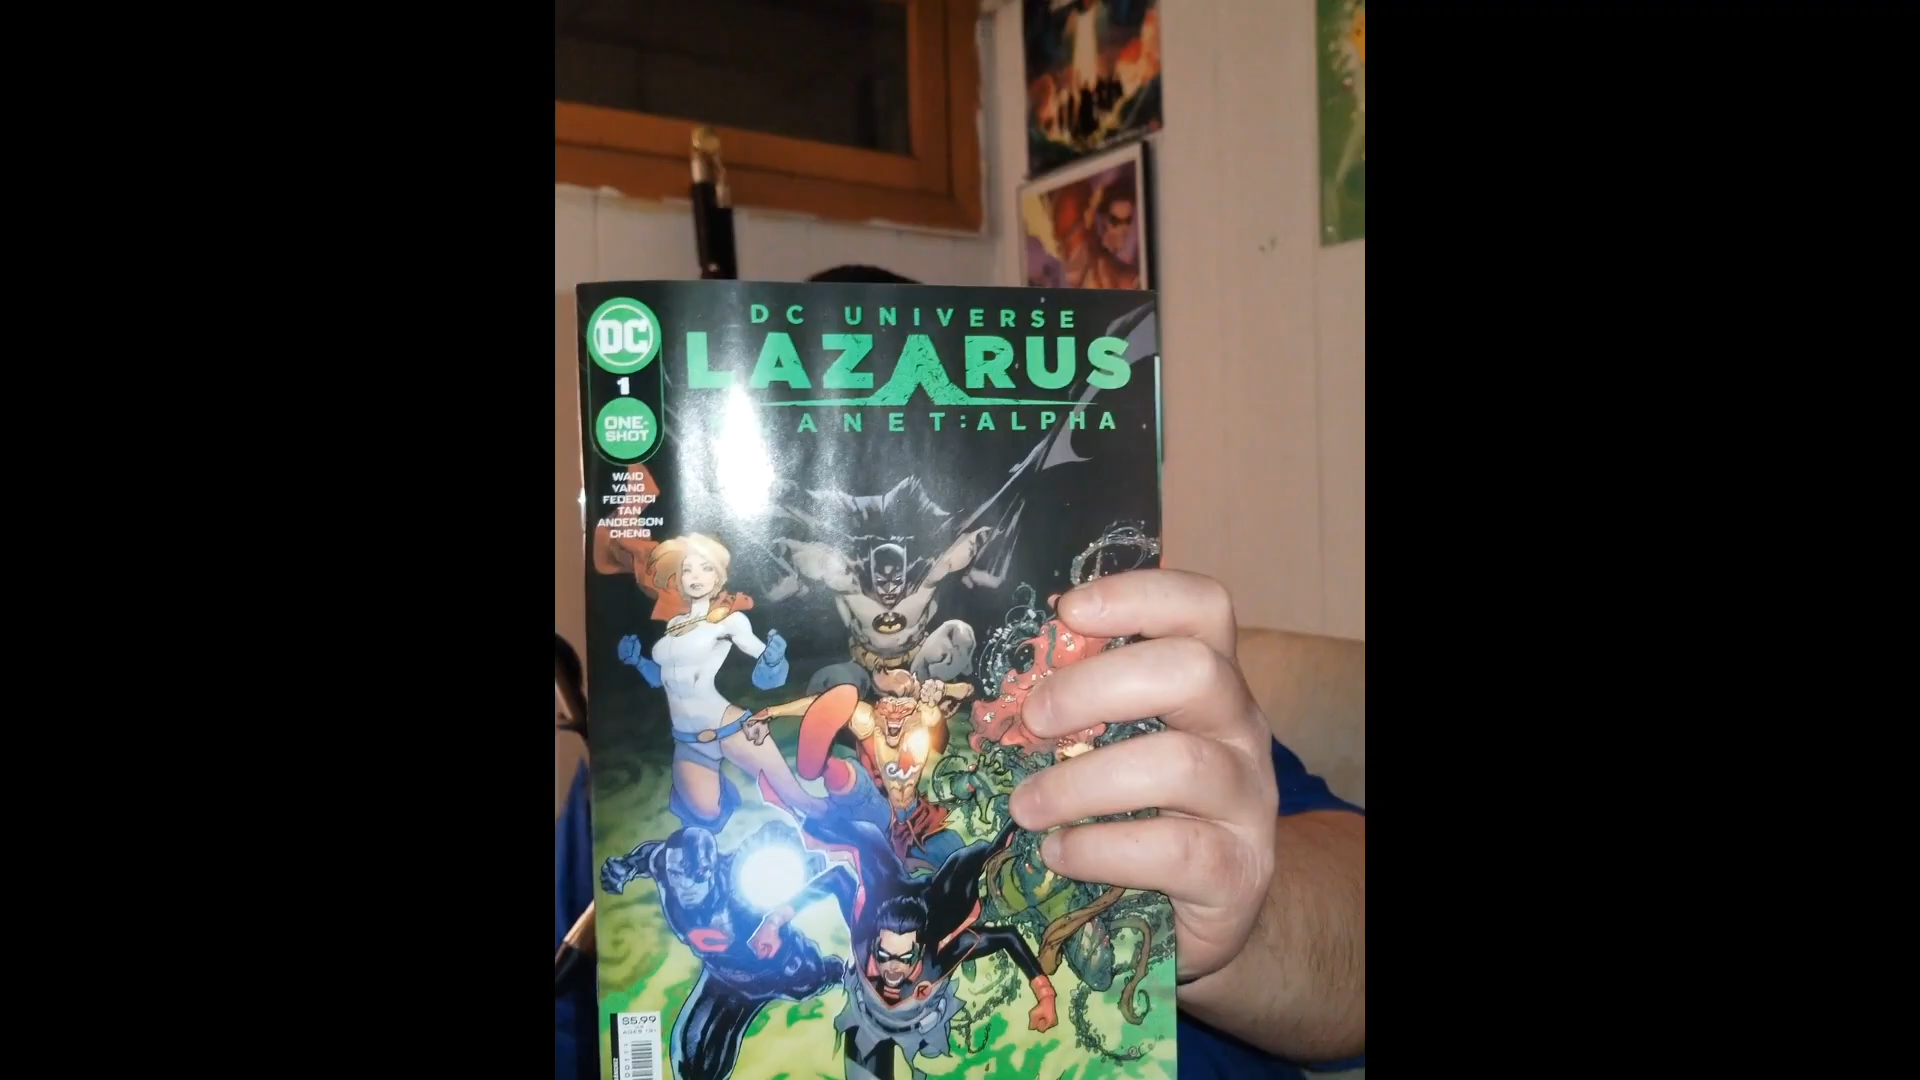 DC
1
ONE-
SHOT
WAID
YANG
FEDERICI
TAN
ANDERSON
CHENG
DC UNIVERSE
LAZARUS
ANET:ALPHA
C
R
$5.99